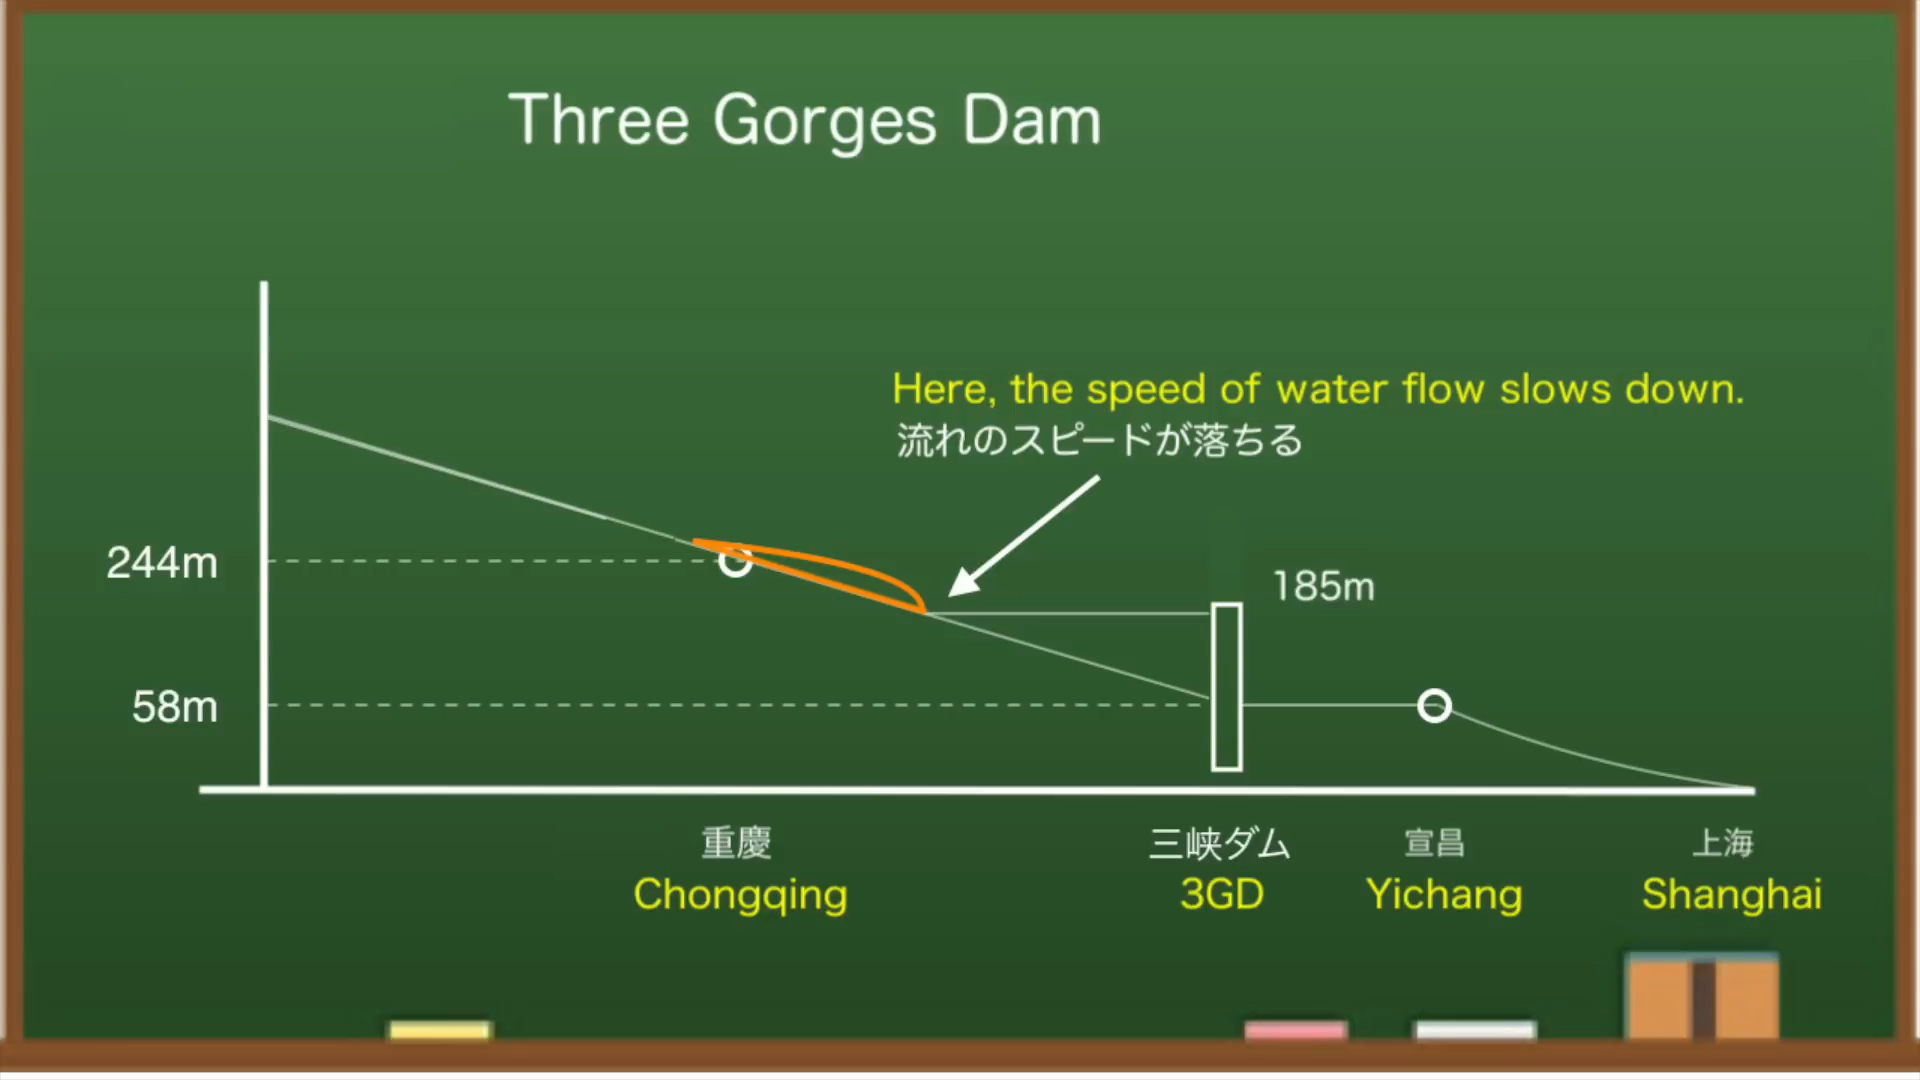 Three Gorges Dam
Here, the speed of water flow slows down.
流れのスピードが落ちる
244m
185m
58m
重慶
Chongqing
三峡ダム
3GD
宣昌
Yichang
上海
Shanghai